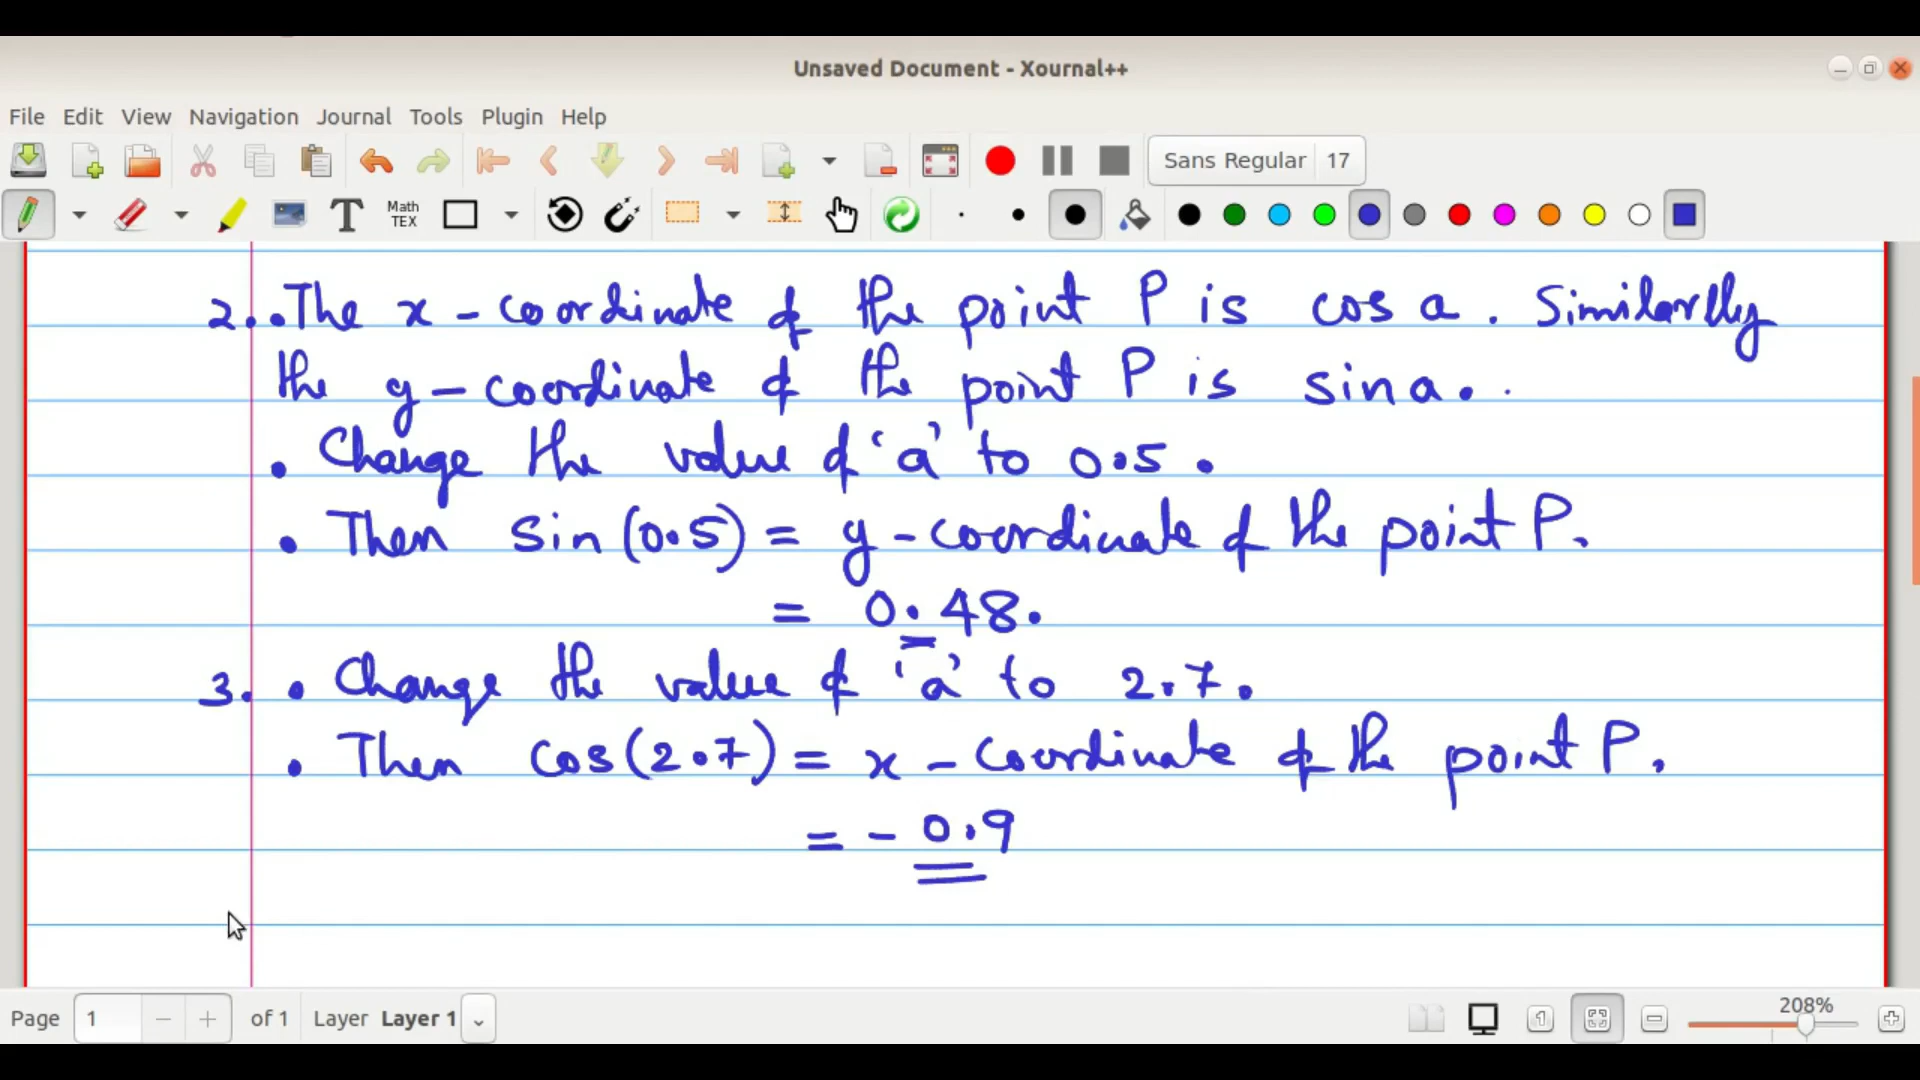 Unsaved Document - Xournal++
File Edit View Navigation Journal Tools Plugin Help
Sans Regular 17
Math TEX
2. . The x - coordinate of the point P is cos a . Similarlly
the y - coordinate of the point P is sin a . .
. Change the value of 'a' to 0.5 .
. Then sin (0.5) = y - coordinate of the point P.
= 0.48.
3. . Change the value of 'a' to 2.7.
. Then cos(2.7) = x - coordinate of the point P.
= - 0.9
Page 1 of 1 Layer Layer 1 208%